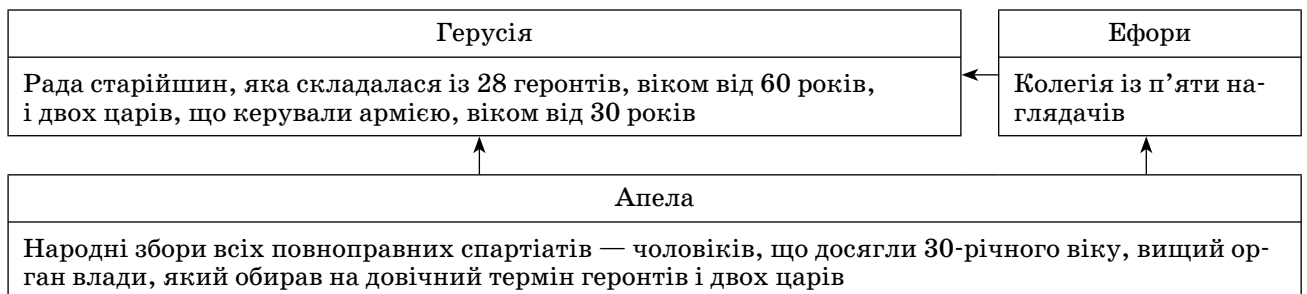 Герусія
Рада старійшин, яка складалася із 28 геронтів, віком від 60 років,
і двох царів, що керували армією, віком від 30 років
Ефори
Колегія із п’яти на-
глядачів
Апела
Народні збори всіх повноправних спартіатів — чоловіків, що досягли 30-річного віку, вищий ор-
ган влади, який обирав на довічний термін геронтів і двох царів